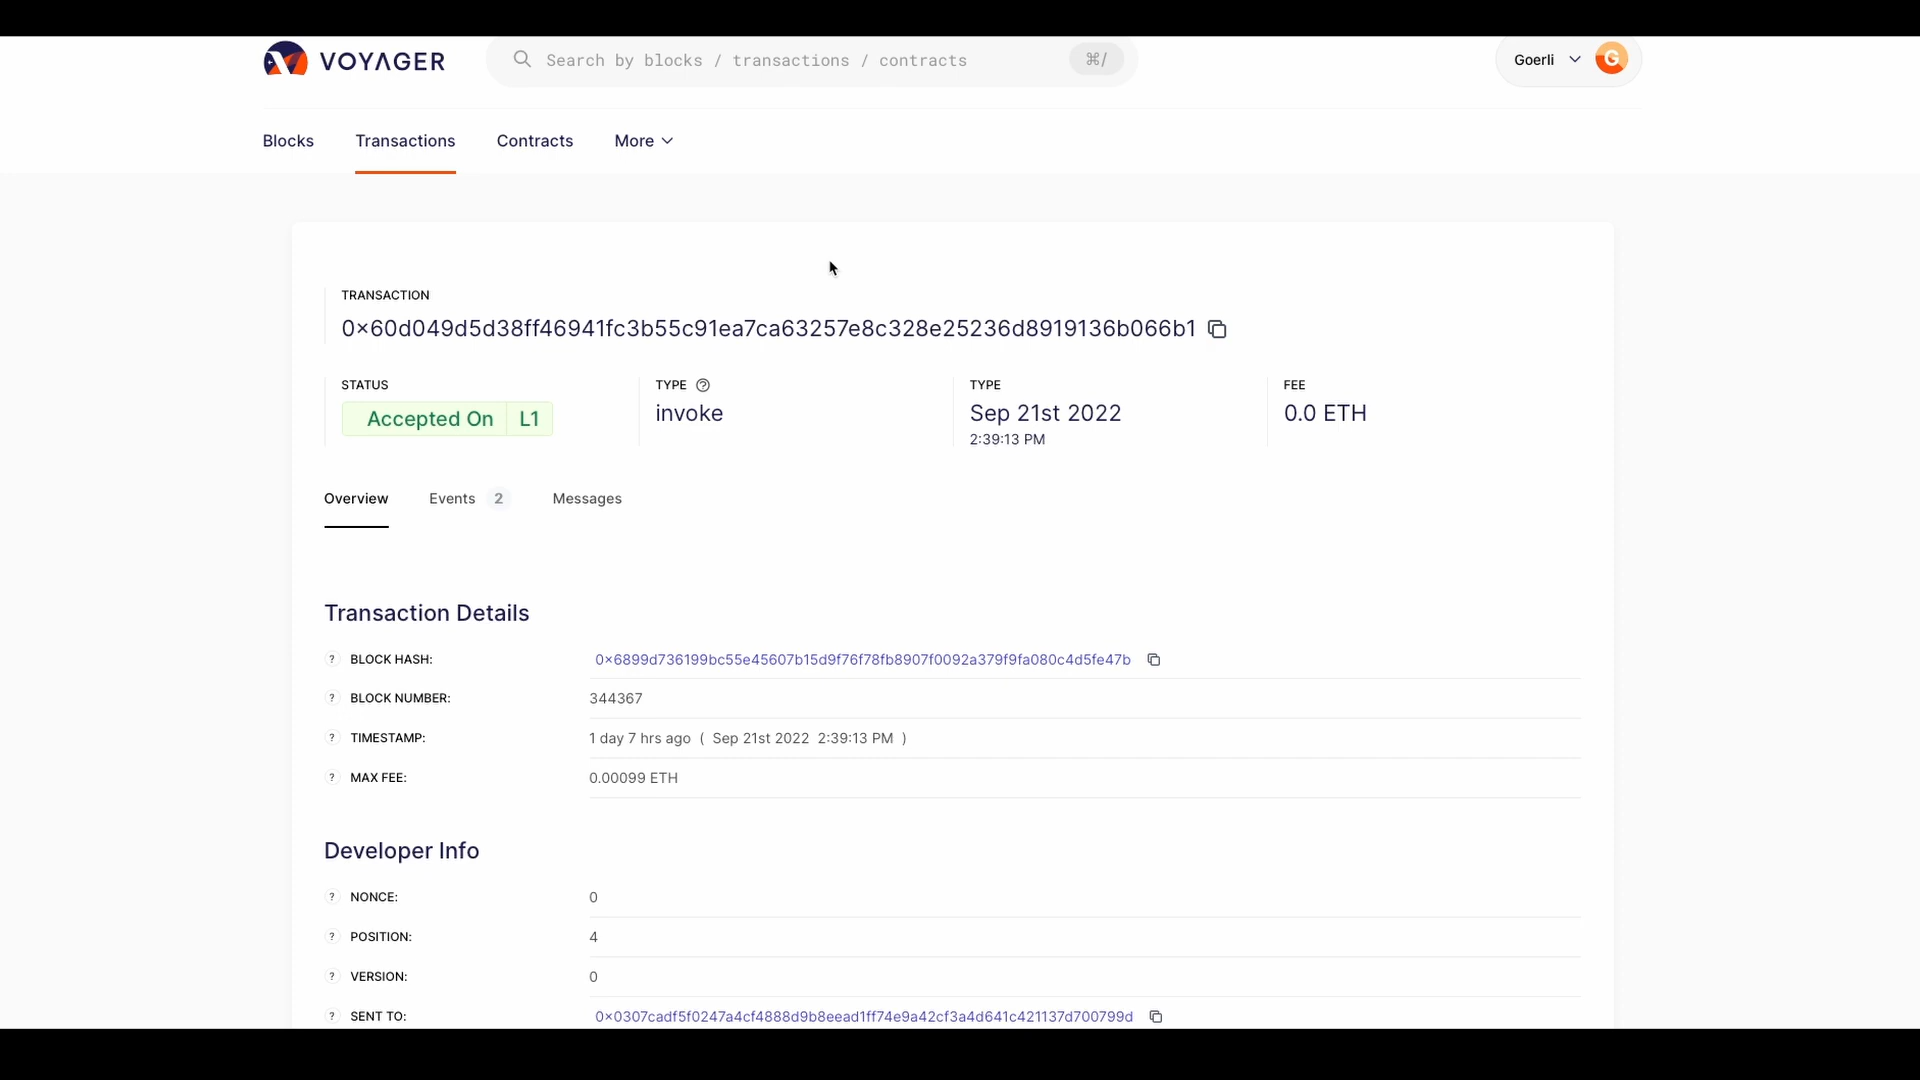 VOYAGER
Search by blocks / transactions / contracts
⌘/
Goerli
G
Blocks
Transactions
Contracts
More
TRANSACTION
0x60d049d5d38ff46941fc3b55c91ea7ca63257e8c328e25236d8919136b066b1
STATUS
TYPE
TYPE
FEE
Accepted On L1
invoke
Sep 21st 2022
0.0 ETH
2:39:13 PM
Overview
Events 2
Messages
Transaction Details
? BLOCK HASH: 0x6899d736199bc55e45607b15d9f76f78fb8907f0092a379f9fa080c4d5fe47b
? BLOCK NUMBER: 344367
? TIMESTAMP: 1 day 7 hrs ago ( Sep 21st 2022 2:39:13 PM )
? MAX FEE: 0.00099 ETH
Developer Info
? NONCE: 0
? POSITION: 4
? VERSION: 0
? SENT TO: 0x0307cadf5f0247a4cf4888d9b8eead1ff74e9a42cf3a4d641c421137d700799d